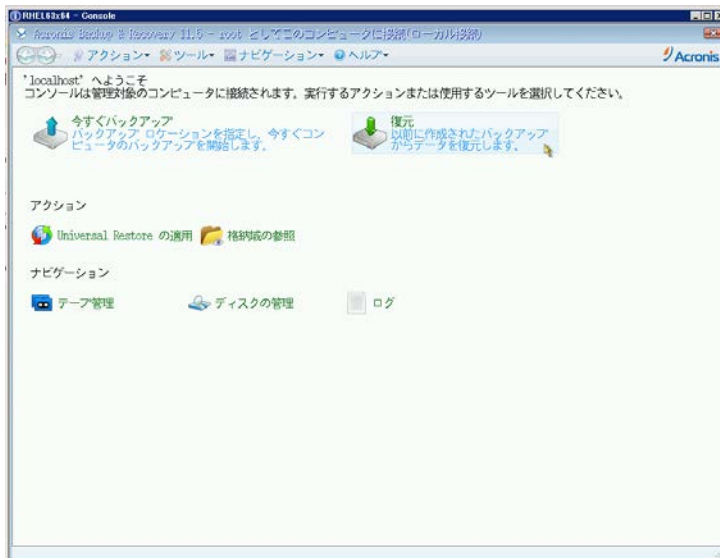 RHEL63x64 - Console
Acronis Backup & Recovery 11.5 - root としてこのコンピュータに接続(ローカル接続)
アクション ツール ナビゲーション ヘルプ
Acronis
'localhost' へようこそ
コンソールは管理対象のコンピュータに接続されます。実行するアクションまたは使用するツールを選択してください。
今すぐバックアップ
バックアップ ロケーションを指定し、今すぐコン
ピュータのバックアップを開始します。
復元
以前に作成されたバックアップ
からデータを復元します。
アクション
Universal Restore の適用 格納域の参照
ナビゲーション
テープ管理 ディスクの管理 ログ